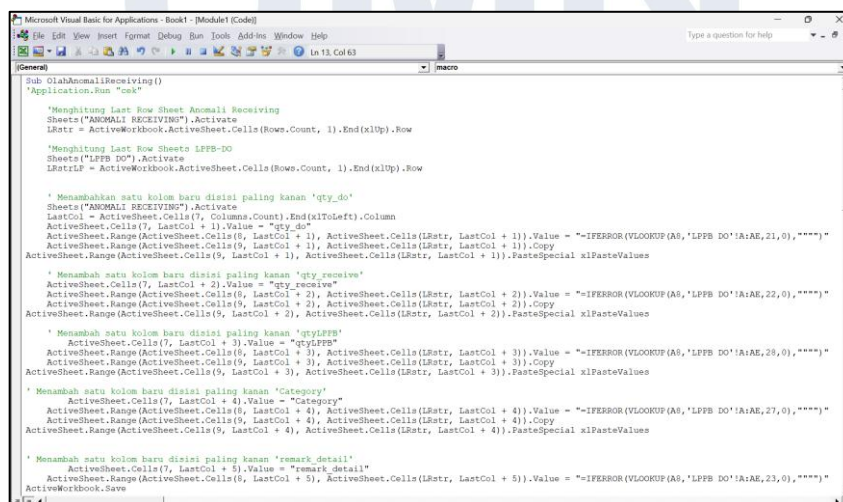 Microsoft Visual Basic for Applications - Book1 - [Module1 (Code)]
File Edit View Insert Format Debug Run Tools Add-Ins Window Help
Type a question for help
Ln 13, Col 63
(General)
macro
Sub OlahAnomaliReceiving()
'Application.Run "cek"
'Menghitung Last Row Sheet Anomali Receiving
Sheets("ANOMALI RECEIVING").Activate
LRstr = ActiveWorkbook.ActiveSheet.Cells(Rows.Count, 1).End(xlUp).Row
'Menghitung Last Row Sheets LPPB-DO
Sheets("LPPB DO").Activate
LRstrLP = ActiveWorkbook.ActiveSheet.Cells(Rows.Count, 1).End(xlUp).Row
' Menambahkan satu kolom baru disisi paling kanan 'qty_do'
Sheets("ANOMALI RECEIVING").Activate
LastCol = ActiveSheet.Cells(7, Columns.Count).End(xlToLeft).Column
ActiveSheet.Cells(7, LastCol + 1).Value = "qty_do"
ActiveSheet.Range(ActiveSheet.Cells(8, LastCol + 1), ActiveSheet.Cells(LRstr, LastCol + 1)).Value = "=IFERROR(VLOOKUP(A8,'LPPB DO'!A:AE,21,0),"""")"
ActiveSheet.Range(ActiveSheet.Cells(9, LastCol + 1), ActiveSheet.Cells(LRstr, LastCol + 1)).Copy
ActiveSheet.Range(ActiveSheet.Cells(9, LastCol + 1), ActiveSheet.Cells(LRstr, LastCol + 1)).PasteSpecial xlPasteValues
' Menambah satu kolom baru disisi paling kanan 'qty_receive'
ActiveSheet.Cells(7, LastCol + 2).Value = "qty_receive"
ActiveSheet.Range(ActiveSheet.Cells(8, LastCol + 2), ActiveSheet.Cells(LRstr, LastCol + 2)).Value = "=IFERROR(VLOOKUP(A8,'LPPB DO'!A:AE,22,0),"""")"
ActiveSheet.Range(ActiveSheet.Cells(9, LastCol + 2), ActiveSheet.Cells(LRstr, LastCol + 2)).Copy
ActiveSheet.Range(ActiveSheet.Cells(9, LastCol + 2), ActiveSheet.Cells(LRstr, LastCol + 2)).PasteSpecial xlPasteValues
' Menambah satu kolom baru disisi paling kanan 'qtyLPPB'
ActiveSheet.Cells(7, LastCol + 3).Value = "qtyLPPB"
ActiveSheet.Range(ActiveSheet.Cells(8, LastCol + 3), ActiveSheet.Cells(LRstr, LastCol + 3)).Value = "=IFERROR(VLOOKUP(A8,'LPPB DO'!A:AE,28,0),"""")"
ActiveSheet.Range(ActiveSheet.Cells(9, LastCol + 3), ActiveSheet.Cells(LRstr, LastCol + 3)).Copy
ActiveSheet.Range(ActiveSheet.Cells(9, LastCol + 3), ActiveSheet.Cells(LRstr, LastCol + 3)).PasteSpecial xlPasteValues
' Menambah satu kolom baru disisi paling kanan 'Category'
ActiveSheet.Cells(7, LastCol + 4).Value = "Category"
ActiveSheet.Range(ActiveSheet.Cells(8, LastCol + 4), ActiveSheet.Cells(LRstr, LastCol + 4)).Value = "=IFERROR(VLOOKUP(A8,'LPPB DO'!A:AE,27,0),"""")"
ActiveSheet.Range(ActiveSheet.Cells(9, LastCol + 4), ActiveSheet.Cells(LRstr, LastCol + 4)).Copy
ActiveSheet.Range(ActiveSheet.Cells(9, LastCol + 4), ActiveSheet.Cells(LRstr, LastCol + 4)).PasteSpecial xlPasteValues
' Menambah satu kolom baru disisi paling kanan 'remark_detail'
ActiveSheet.Cells(7, LastCol + 5).Value = "remark_detail"
ActiveSheet.Range(ActiveSheet.Cells(8, LastCol + 5), ActiveSheet.Cells(LRstr, LastCol + 5)).Value = "=IFERROR(VLOOKUP(A8,'LPPB DO'!A:AE,23,0),"""")"
ActiveWorkbook.Save